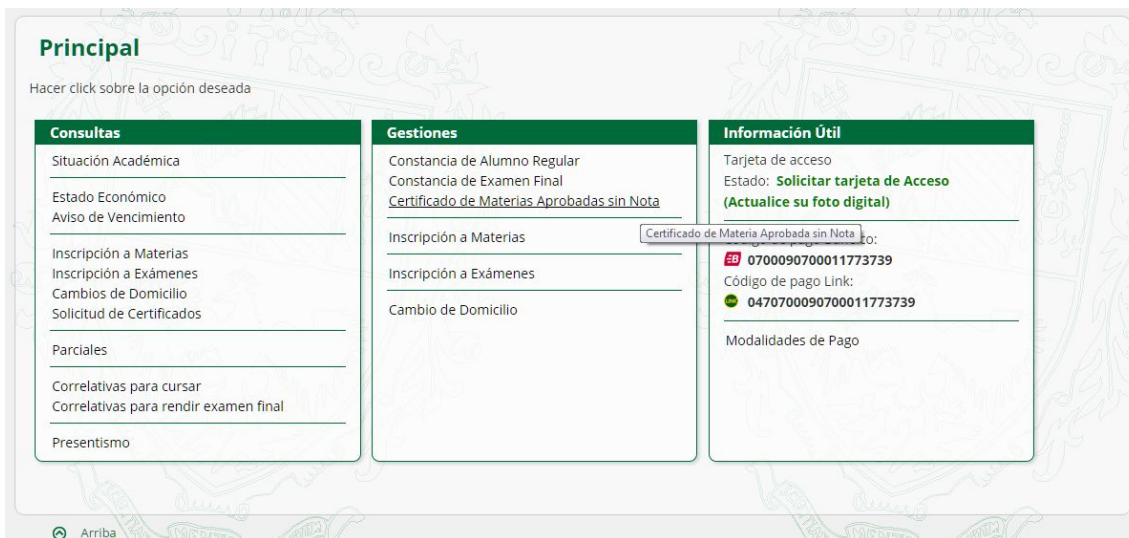 Principal
Hacer click sobre la opción deseada
Consultas
Situación Académica
Estado Económico
Aviso de Vencimiento
Inscripción a Materias
Inscripción a Exámenes
Cambios de Domicilio
Solicitud de Certificados
Parciales
Correlativas para cursar
Correlativas para rendir examen final
Presentismo
Gestiones
Constancia de Alumno Regular
Constancia de Examen Final
Certificado de Materias Aprobadas sin Nota
Inscripción a Materias
Inscripción a Exámenes
Cambio de Domicilio
Certificado de Materia Aprobada sin Nota
Información Útil
Tarjeta de acceso
Estado: Solicitar tarjeta de Acceso
(Actualice su foto digital)
0700090700011773739
Código de pago Link:
0470700090700011773739
Modalidades de Pago
Arriba